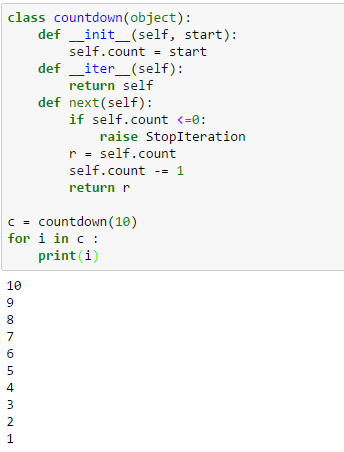 class countdown(object):
    def __init__(self, start):
        self.count = start
    def __iter__(self):
        return self
    def next(self):
        if self.count <=0:
            raise StopIteration
        r = self.count
        self.count -= 1
        return r

c = countdown(10)
for i in c :
    print(i)
10
9
8
7
6
5
4
3
2
1